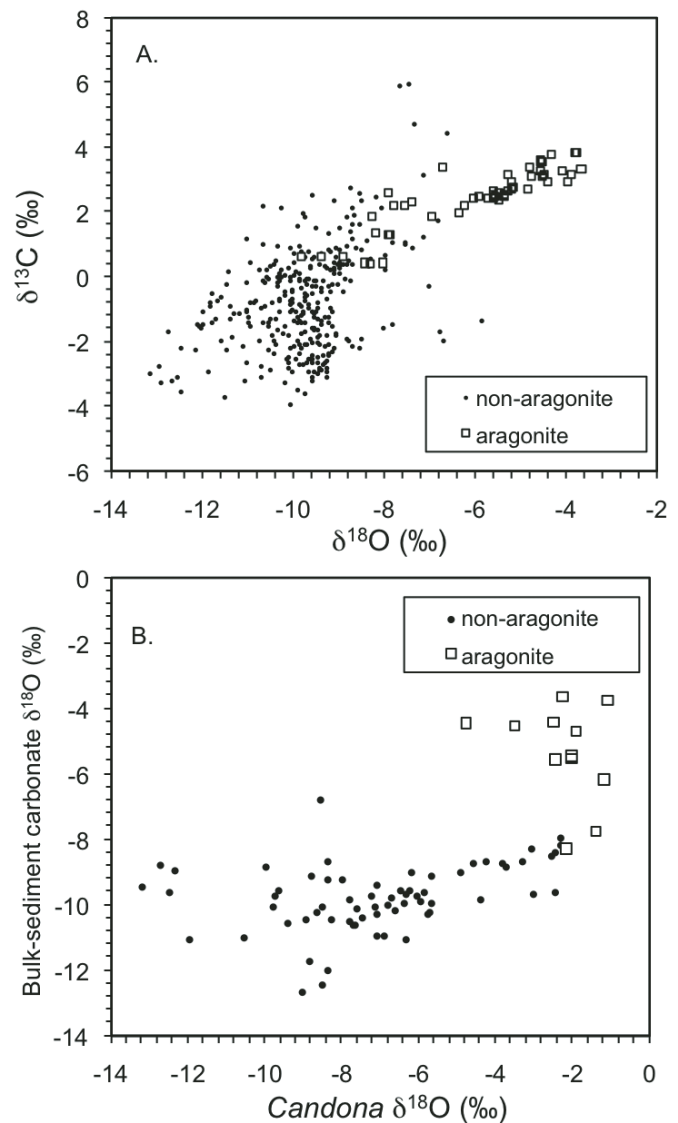 A.
8
6
4
2
0
-2
-4
-6
δ¹³C (‰)
non-aragonite
aragonite
-14 -12 -10 -8 -6 -4 -2
δ¹⁸O (‰)
B.
0
-2
-4
-6
-8
-10
-12
-14
Bulk-sediment carbonate δ¹⁸O (‰)
non-aragonite
aragonite
-14 -12 -10 -8 -6 -4 -2 0
Candona δ¹⁸O (‰)